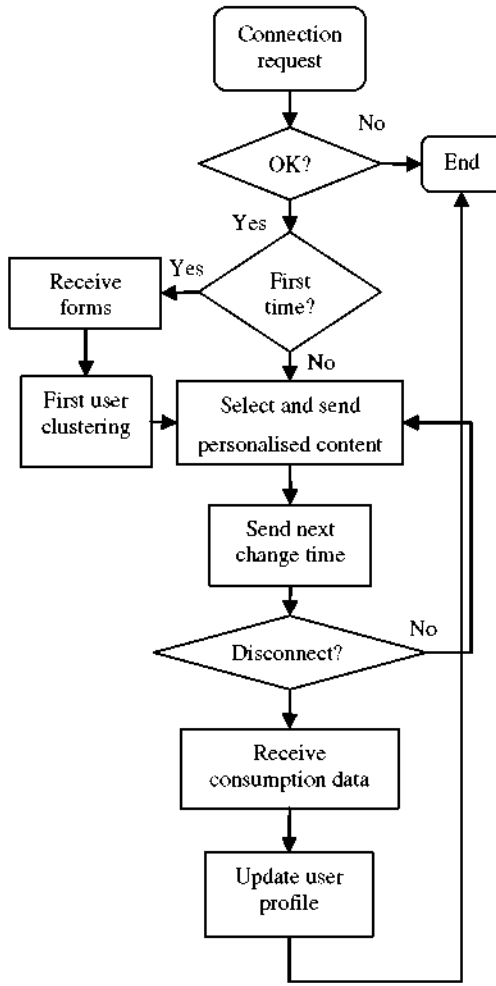 Connection
request
No
OK?
End
Yes
Yes
Receive
forms
First
time?
No
First user
clustering
Select and send
personalised content
Send next
change time
No
Disconnect?
Receive
consumption data
Update user
profile